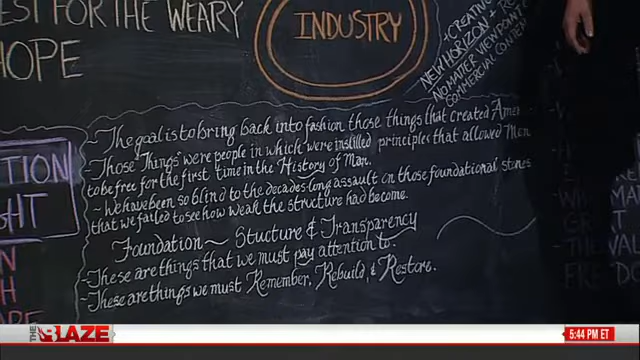 EST FOR THE WEARY
HOPE
INDUSTRY
+CREATING
NEW HORIZON +
NO MATTER VIEWPOINT
COMMERCIAL CONTENT
~ The goal is to bring back into fashion those things that created Amer
- Those "things" were people in which were instilled principles that allowed Men
to be free for the first time in the History of Man.
~ We have been so blind to the decades-long assault on those foundational stones
that we failed to see how weak the structure had become.
Foundation ~ Stucture & Transparency
- These are things that we must pay attention to.
- These are things we must Remember, Rebuild, & Restore.
TION
GHT
N
H
GREAT
THE BLAZE
5:44 PM ET